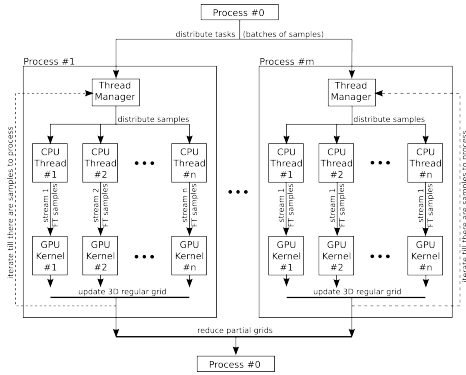 Process #0
distribute tasks (batches of samples)
Process #1
Process #m
Thread
Manager
Thread
Manager
distribute samples
distribute samples
CPU
Thread
#1
CPU
Thread
#2
CPU
Thread
#n
CPU
Thread
#1
CPU
Thread
#2
CPU
Thread
#n
stream 1
FT samples
stream 2
FT samples
stream n
FT samples
stream 1
FT samples
stream 1
FT samples
stream 1
FT samples
GPU
Kernel
#1
GPU
Kernel
#2
GPU
Kernel
#n
GPU
Kernel
#1
GPU
Kernel
#2
GPU
Kernel
#n
update 3D regular grid
update 3D regular grid
iterate till there are samples to process
iterate till there are samples to process
reduce partial grids
Process #0